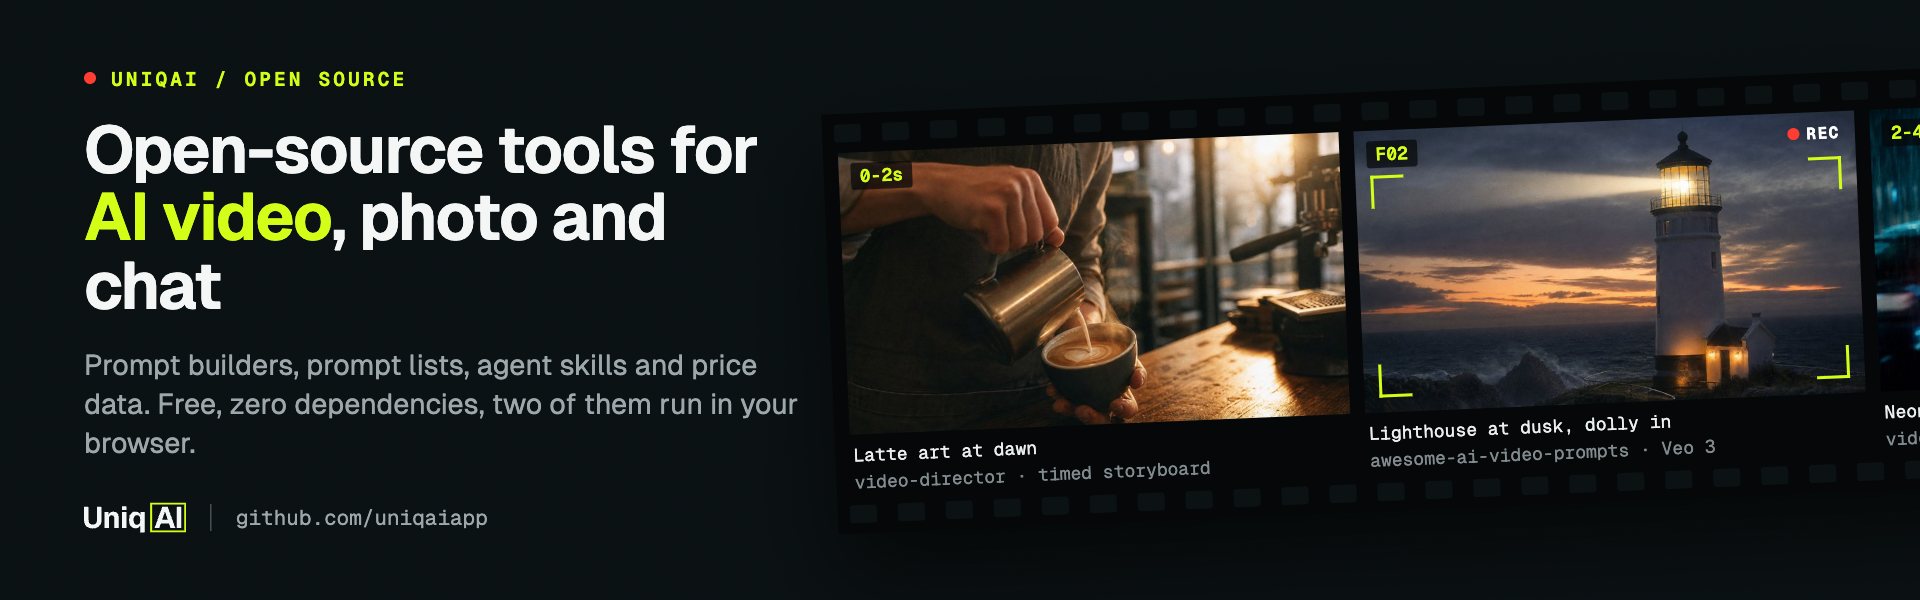 UNIQAI / OPEN SOURCE
Open-source tools for
AI video, photo and
chat
Prompt builders, prompt lists, agent skills and price
data. Free, zero dependencies, two of them run in your
browser.
UniqAI
github.com/uniqaiapp
0-2s
Latte art at dawn
video-director · timed storyboard
F02
REC
Lighthouse at dusk, dolly in
awesome-ai-video-prompts · Veo 3